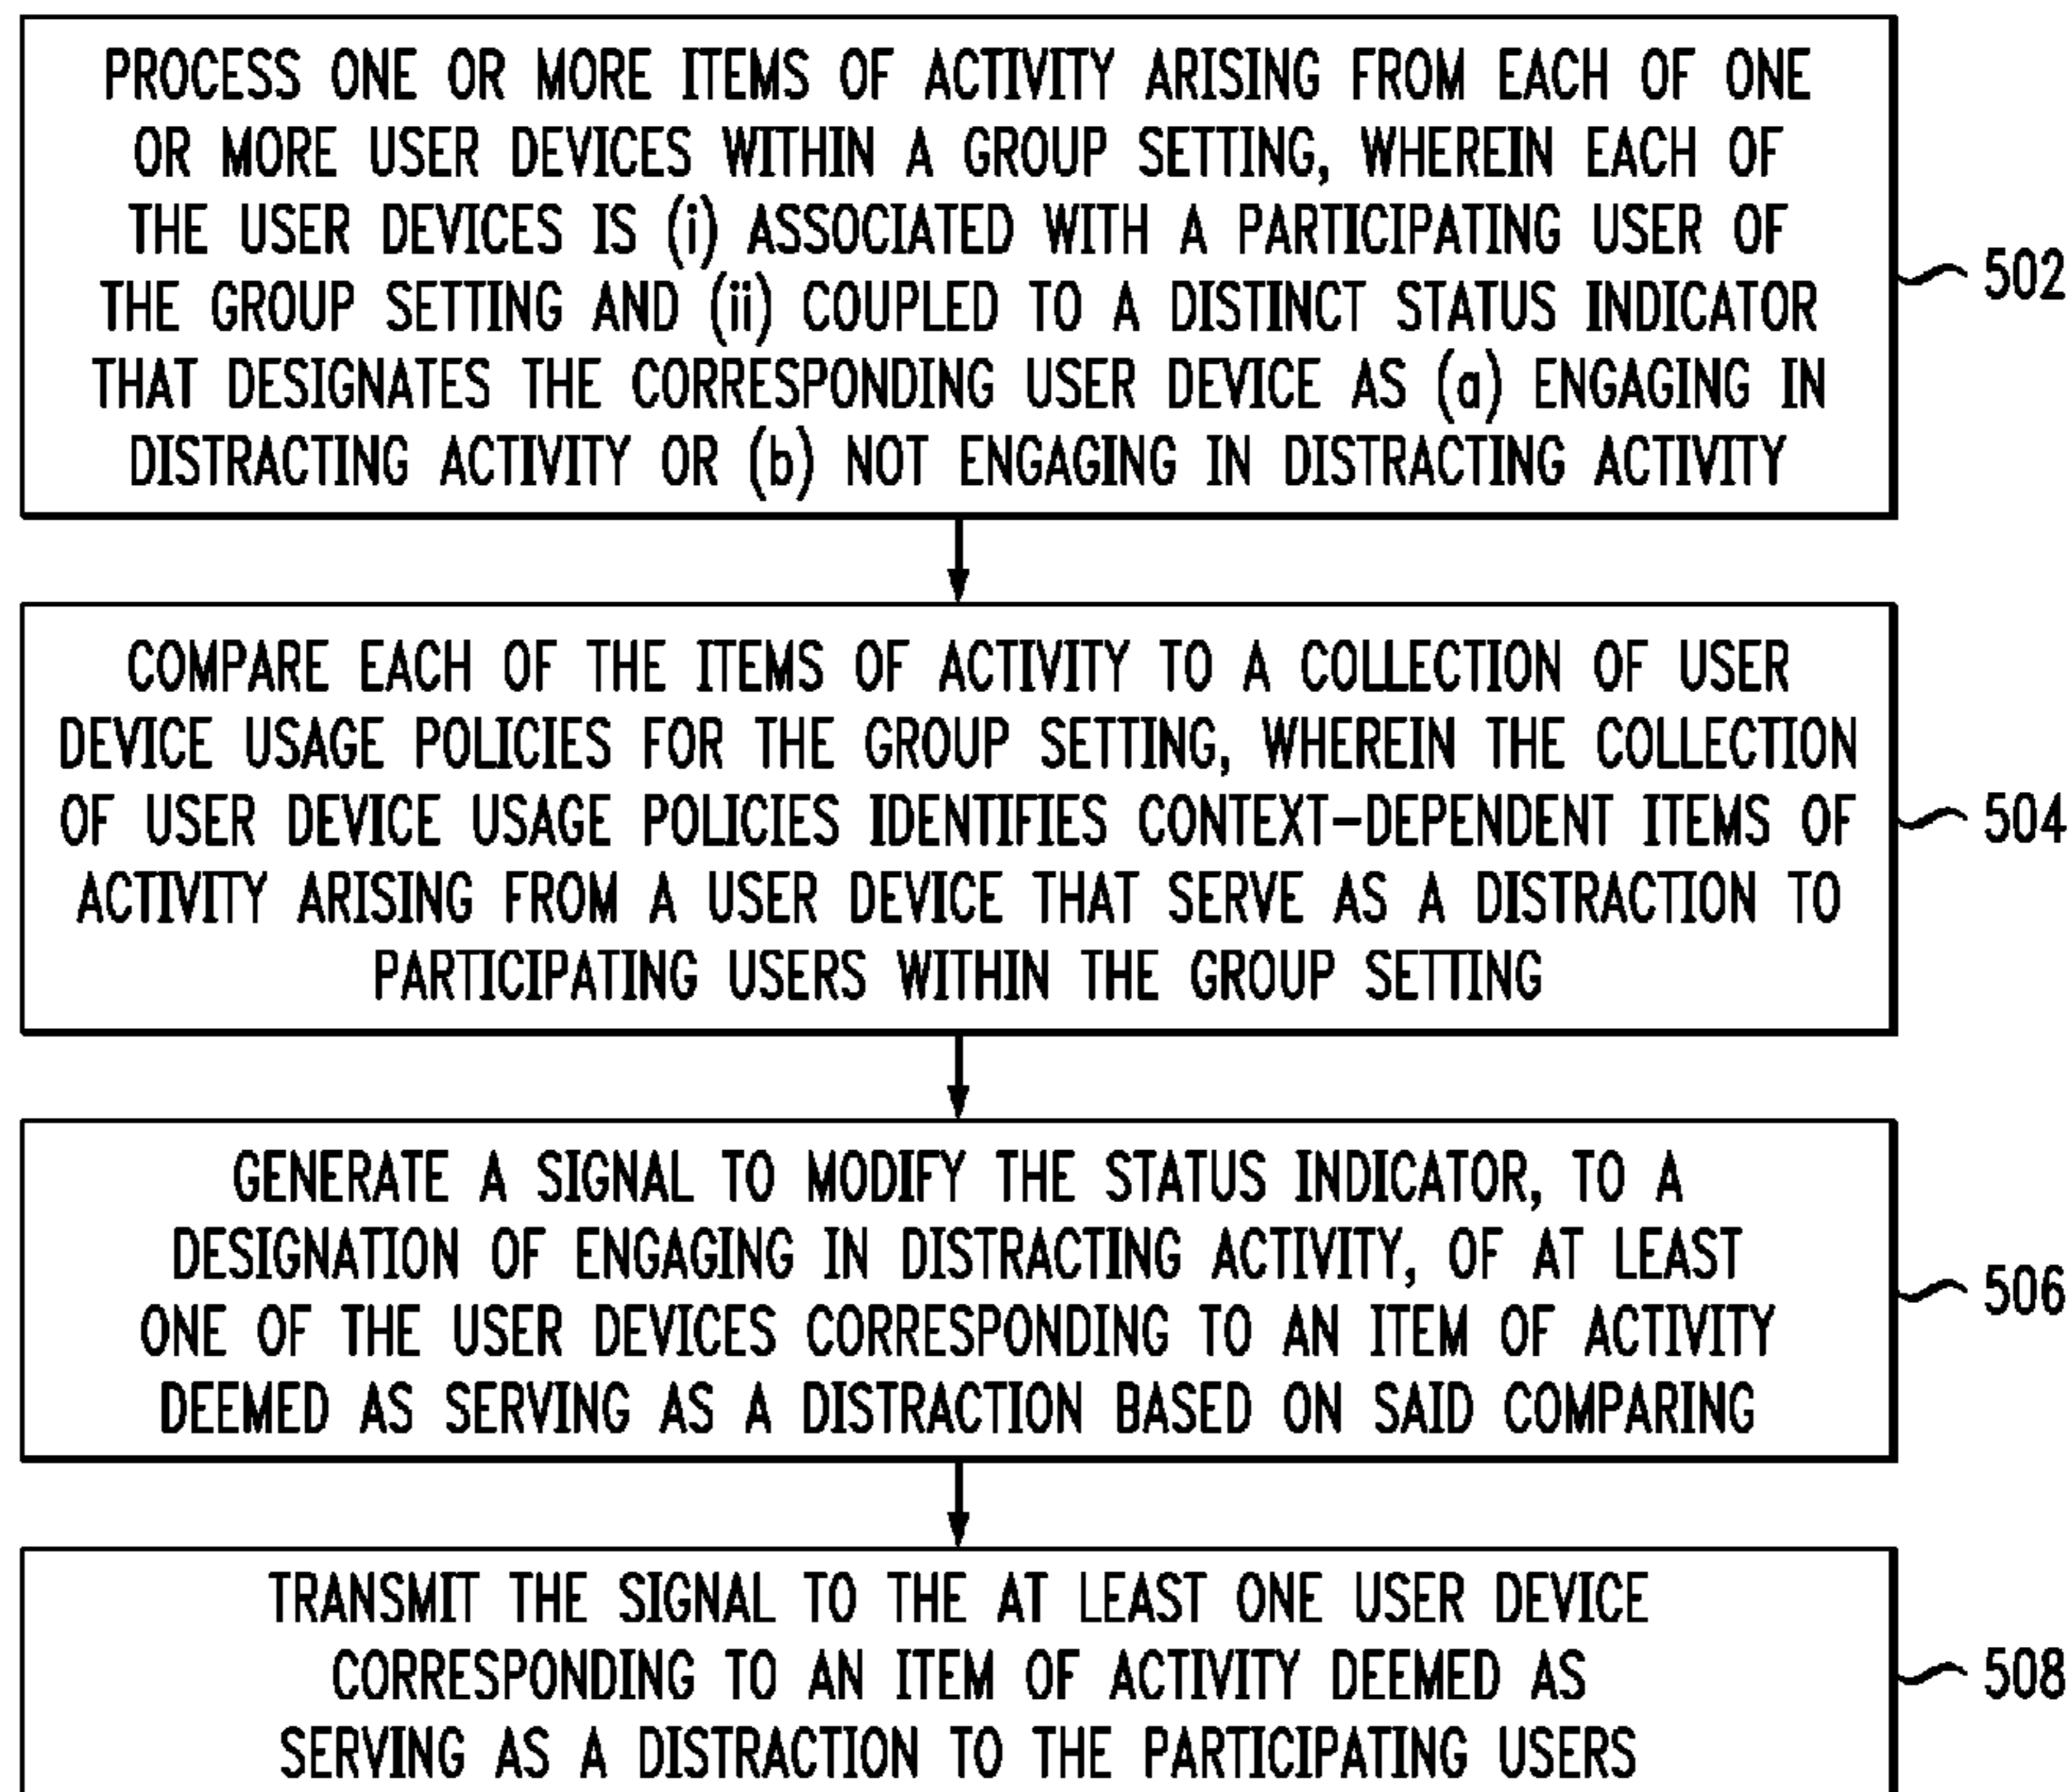 PROCESS ONE OR MORE ITEMS OF ACTIVITY ARISING FROM EACH OF ONE
OR MORE USER DEVICES WITHIN A GROUP SETTING, WHEREIN EACH OF
THE USER DEVICES IS (i) ASSOCIATED WITH A PARTICIPATING USER OF
THE GROUP SETTING AND (ii) COUPLED TO A DISTINCT STATUS INDICATOR
THAT DESIGNATES THE CORRESPONDING USER DEVICE AS (a) ENGAGING IN
DISTRACTING ACTIVITY OR (b) NOT ENGAGING IN DISTRACTING ACTIVITY
502
COMPARE EACH OF THE ITEMS OF ACTIVITY TO A COLLECTION OF USER
DEVICE USAGE POLICIES FOR THE GROUP SETTING, WHEREIN THE COLLECTION
OF USER DEVICE USAGE POLICIES IDENTIFIES CONTEXT-DEPENDENT ITEMS OF
ACTIVITY ARISING FROM A USER DEVICE THAT SERVE AS A DISTRACTION TO
PARTICIPATING USERS WITHIN THE GROUP SETTING
504
GENERATE A SIGNAL TO MODIFY THE STATUS INDICATOR, TO A
DESIGNATION OF ENGAGING IN DISTRACTING ACTIVITY, OF AT LEAST
ONE OF THE USER DEVICES CORRESPONDING TO AN ITEM OF ACTIVITY
DEEMED AS SERVING AS A DISTRACTION BASED ON SAID COMPARING
506
TRANSMIT THE SIGNAL TO THE AT LEAST ONE USER DEVICE
CORRESPONDING TO AN ITEM OF ACTIVITY DEEMED AS
SERVING AS A DISTRACTION TO THE PARTICIPATING USERS
508